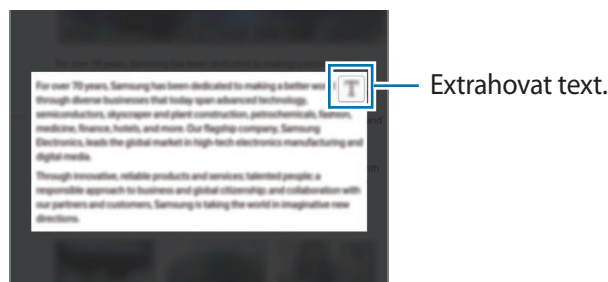 For over 70 years, Samsung has been dedicated to making a better
through diverse businesses that today span advanced technology,
semiconductors, skyscraper and plant construction, petrochemicals, fashion,
medicine, finance, hotels, and more. Our flagship company, Samsung
Electronics, leads the global market in high-tech electronics manufacturing and
digital media.
Through innovative, reliable products and services; talented people; a
responsible approach to business and global citizenship; and collaboration with
our partners and customers, Samsung is taking the world in imaginative new
directions.
T
Extrahovat text.